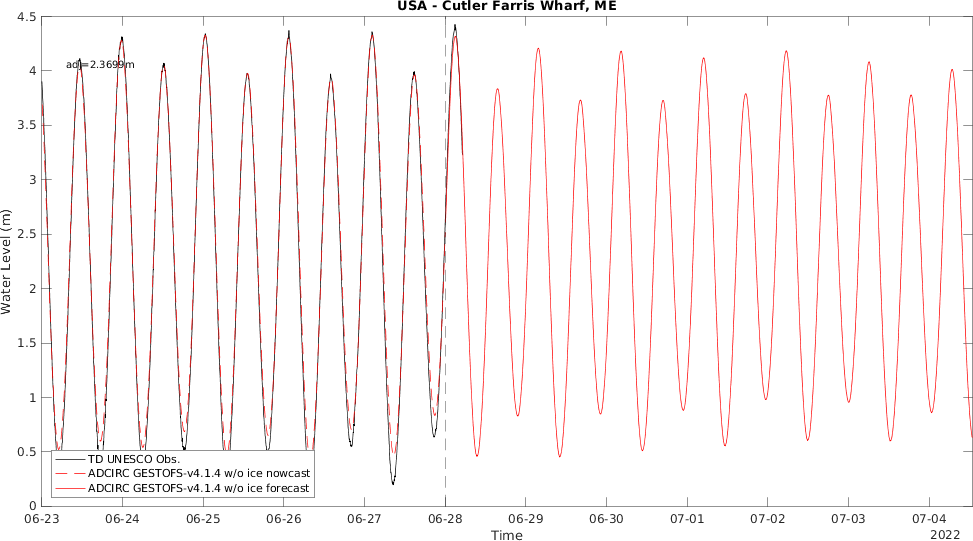 USA - Cutler Farris Wharf, ME
4.5
4
3.5
3
2.5
2
1.5
1
0.5
0
Water Level (m)
adj=2.3699m
TD UNESCO Obs.
ADCIRC GESTOFS-v4.1.4 w/o ice nowcast
ADCIRC GESTOFS-v4.1.4 w/o ice forecast
06-23 06-24 06-25 06-26 06-27 06-28 06-29 06-30 07-01 07-02 07-03 07-04
Time
2022